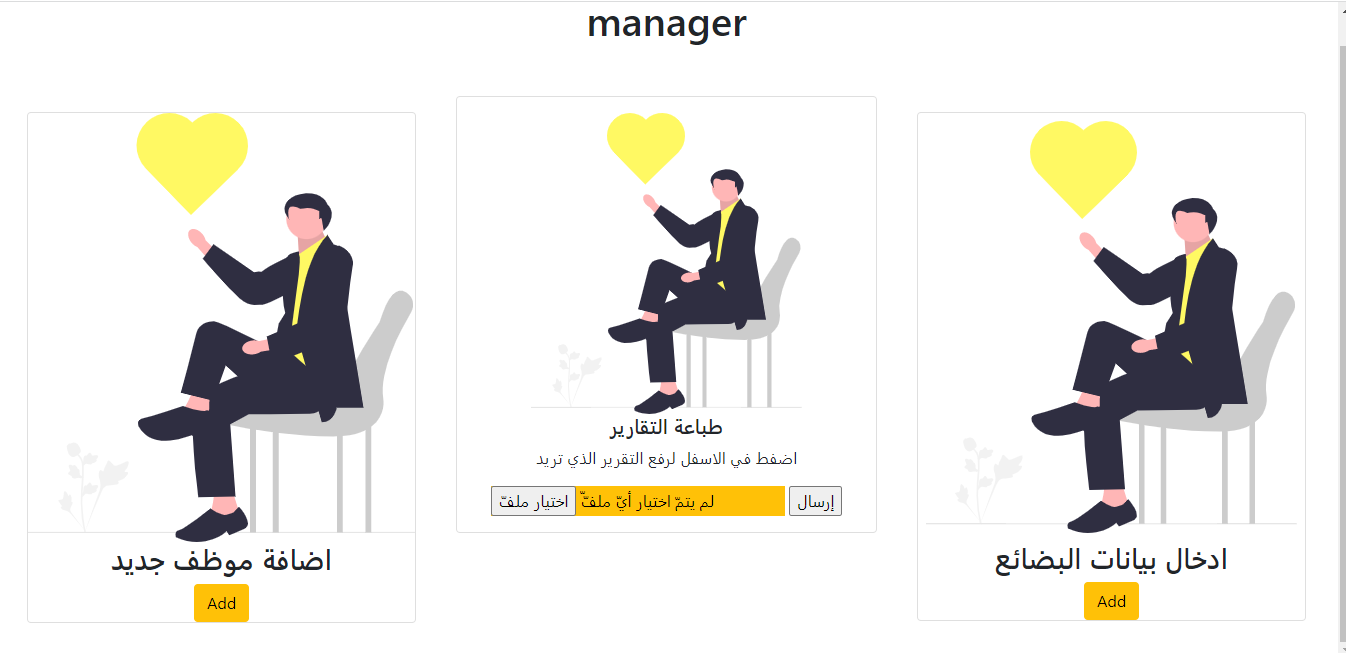 manager
اضافة موظف جديد
Add
طباعة التقارير
اضفط في الاسفل لرفع التقرير الذي تريد
اختيار ملفّ لم يتمّ اختيار أيّ ملفّ إرسال
ادخال بيانات البضائع
Add